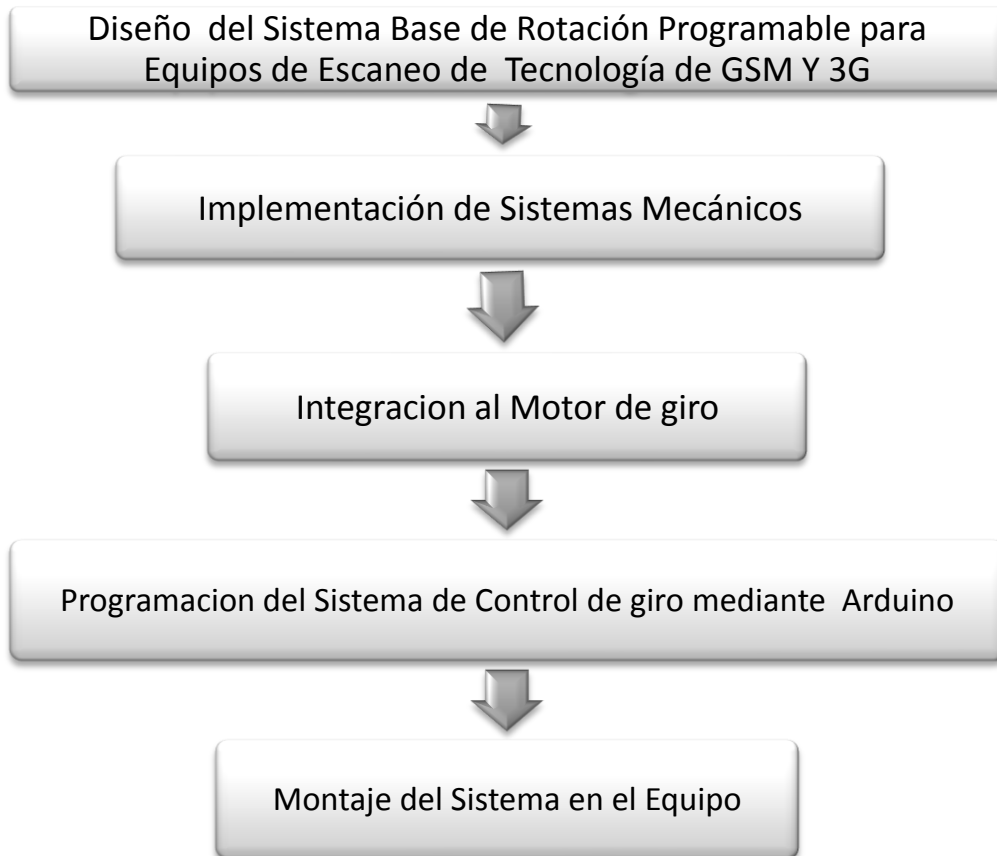 Diseño del Sistema Base de Rotación Programable para
Equipos de Escaneo de Tecnología de GSM Y 3G
Implementación de Sistemas Mecánicos
Integracion al Motor de giro
Programacion del Sistema de Control de giro mediante Arduino
Montaje del Sistema en el Equipo